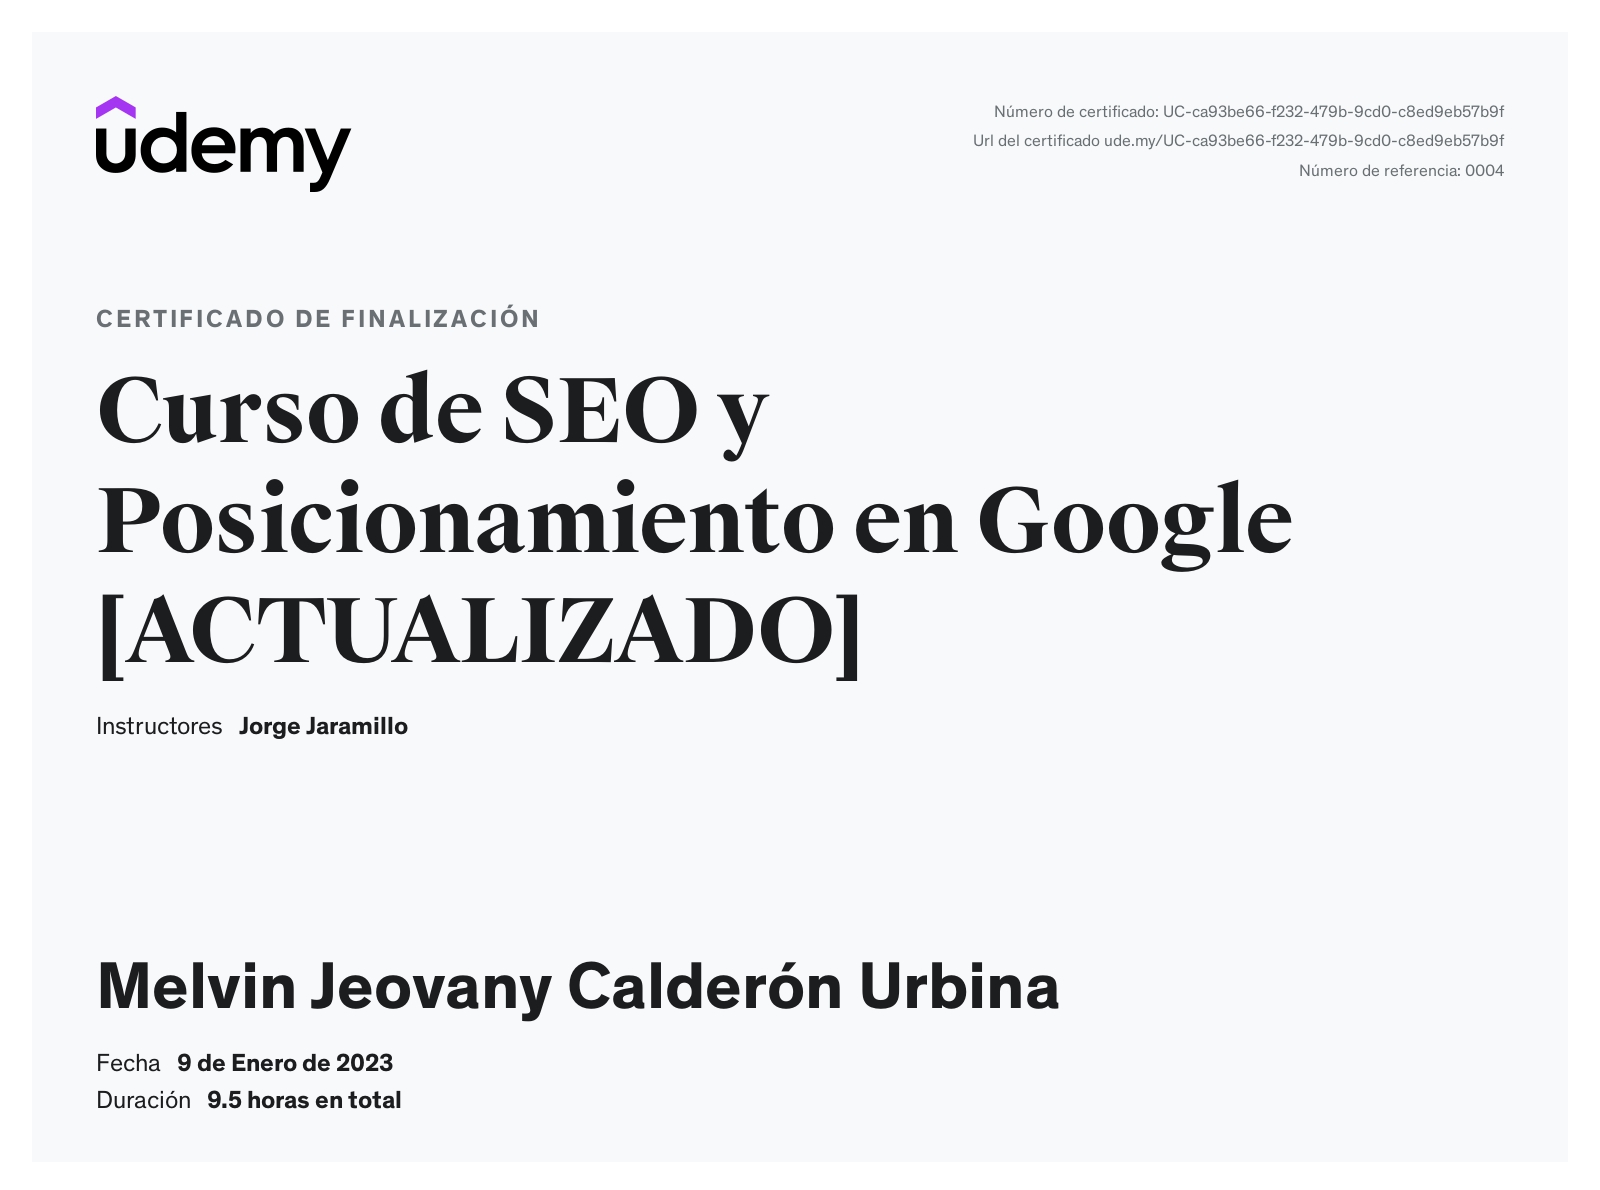 udemy
Número de certificado: UC-ca93be66-f232-479b-9cd0-c8ed9eb57b9f
Url del certificado ude.my/UC-ca93be66-f232-479b-9cd0-c8ed9eb57b9f
Número de referencia: 0004
CERTIFICADO DE FINALIZACIÓN
Curso de SEO y
Posicionamiento en Google
[ACTUALIZADO]
Instructores Jorge Jaramillo
Melvin Jeovany Calderón Urbina
Fecha 9 de Enero de 2023
Duración 9.5 horas en total